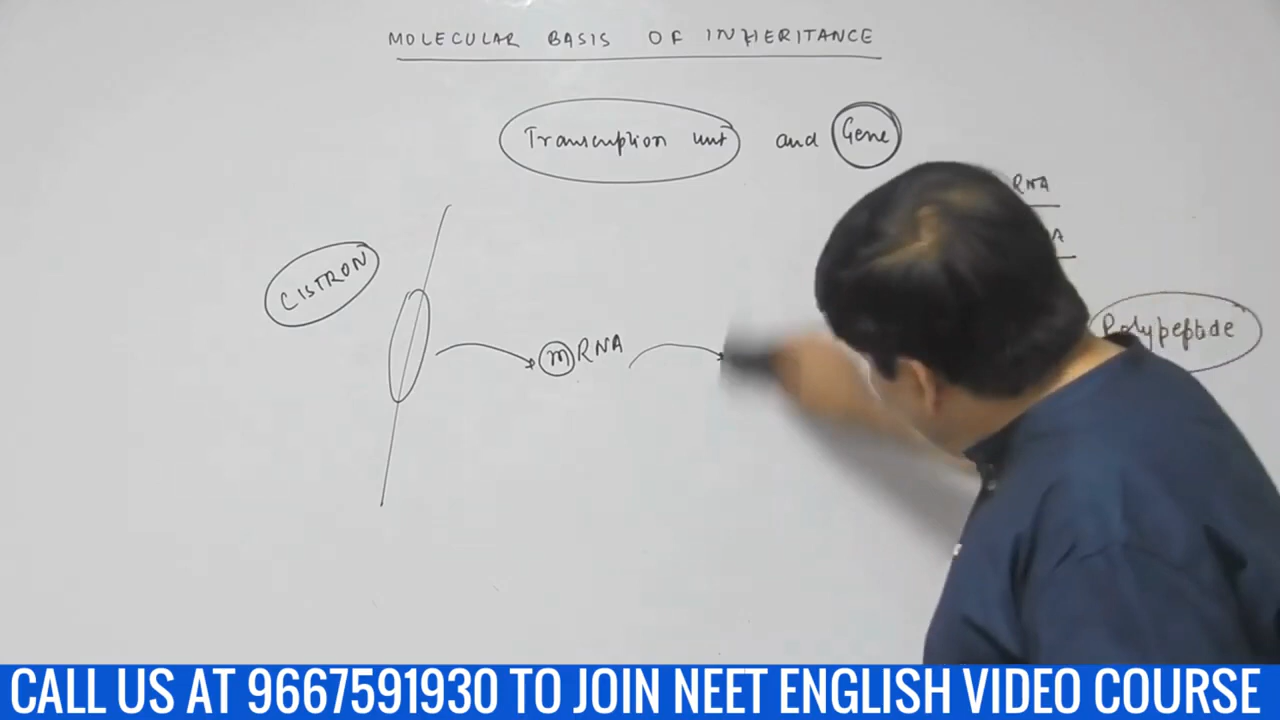 MOLECULAR BASIS OF INHERITANCE
Transcription unit and Gene
RNA
A
CISTRON
Polypeptide
mRNA
CALL US AT 9667591930 TO JOIN NEET ENGLISH VIDEO COURSE